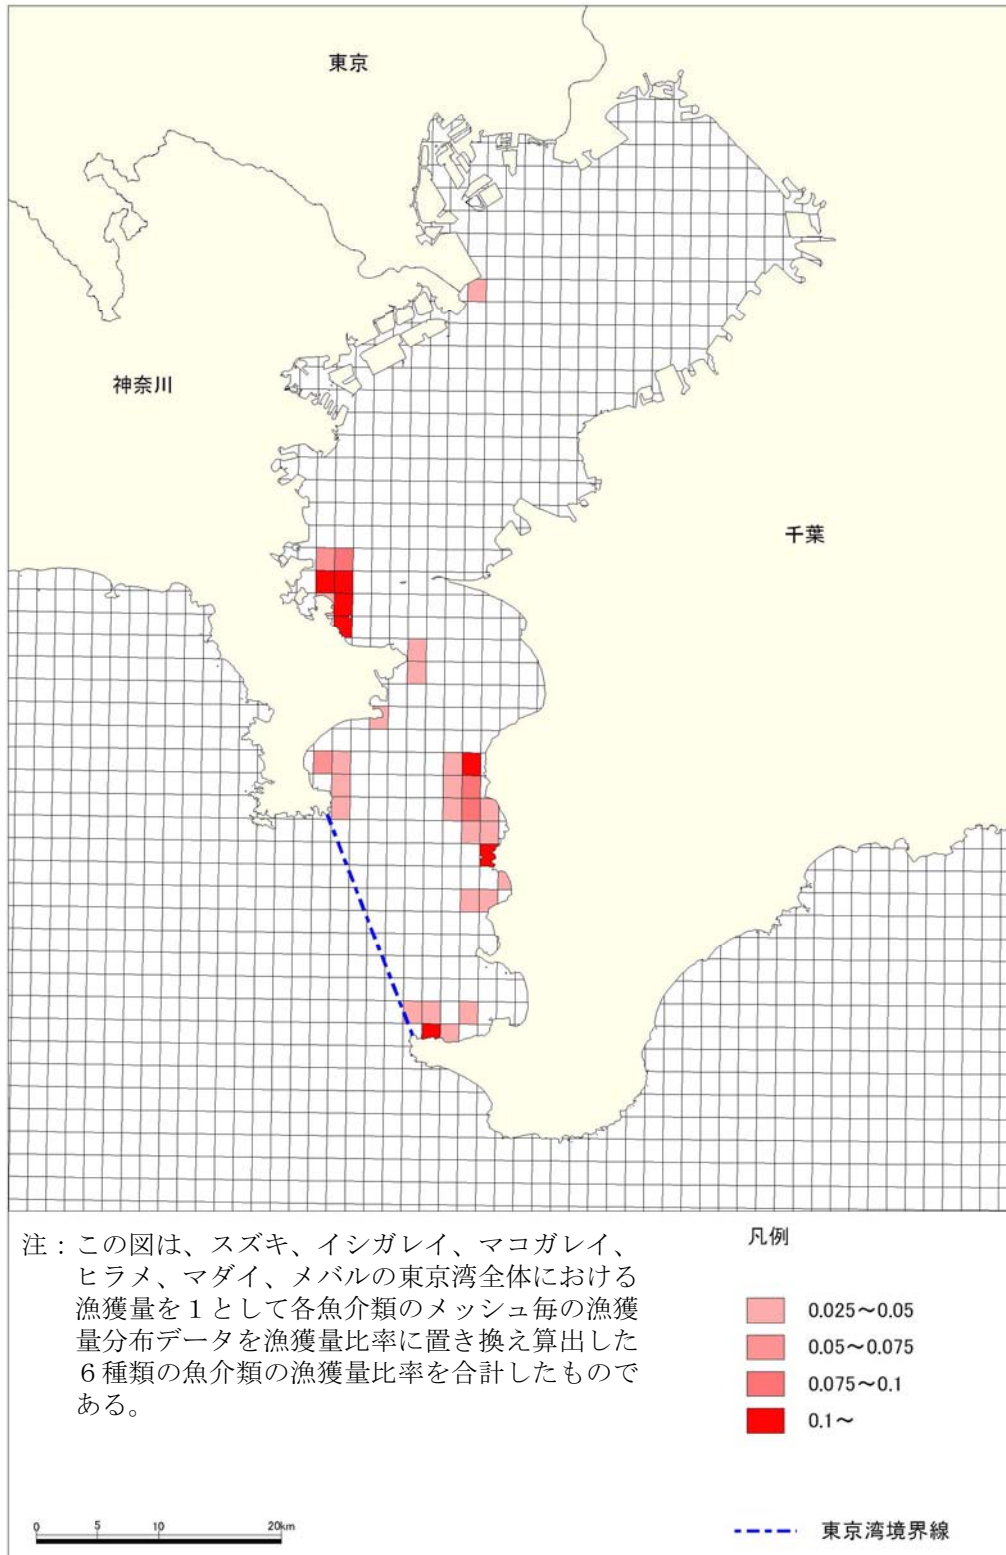 東京
神奈川
千葉
注：この図は、スズキ、イシガレイ、マコガレイ、
ヒラメ、マダイ、メバルの東京湾全体における
漁獲量を１として各魚介類のメッシュ毎の漁獲
量分布データを漁獲量比率に置き換え算出した
６種類の魚介類の漁獲量比率を合計したもので
ある。
凡例
0.025～0.05
0.05～0.075
0.075～0.1
0.1～
0 5 10 20km
東京湾境界線